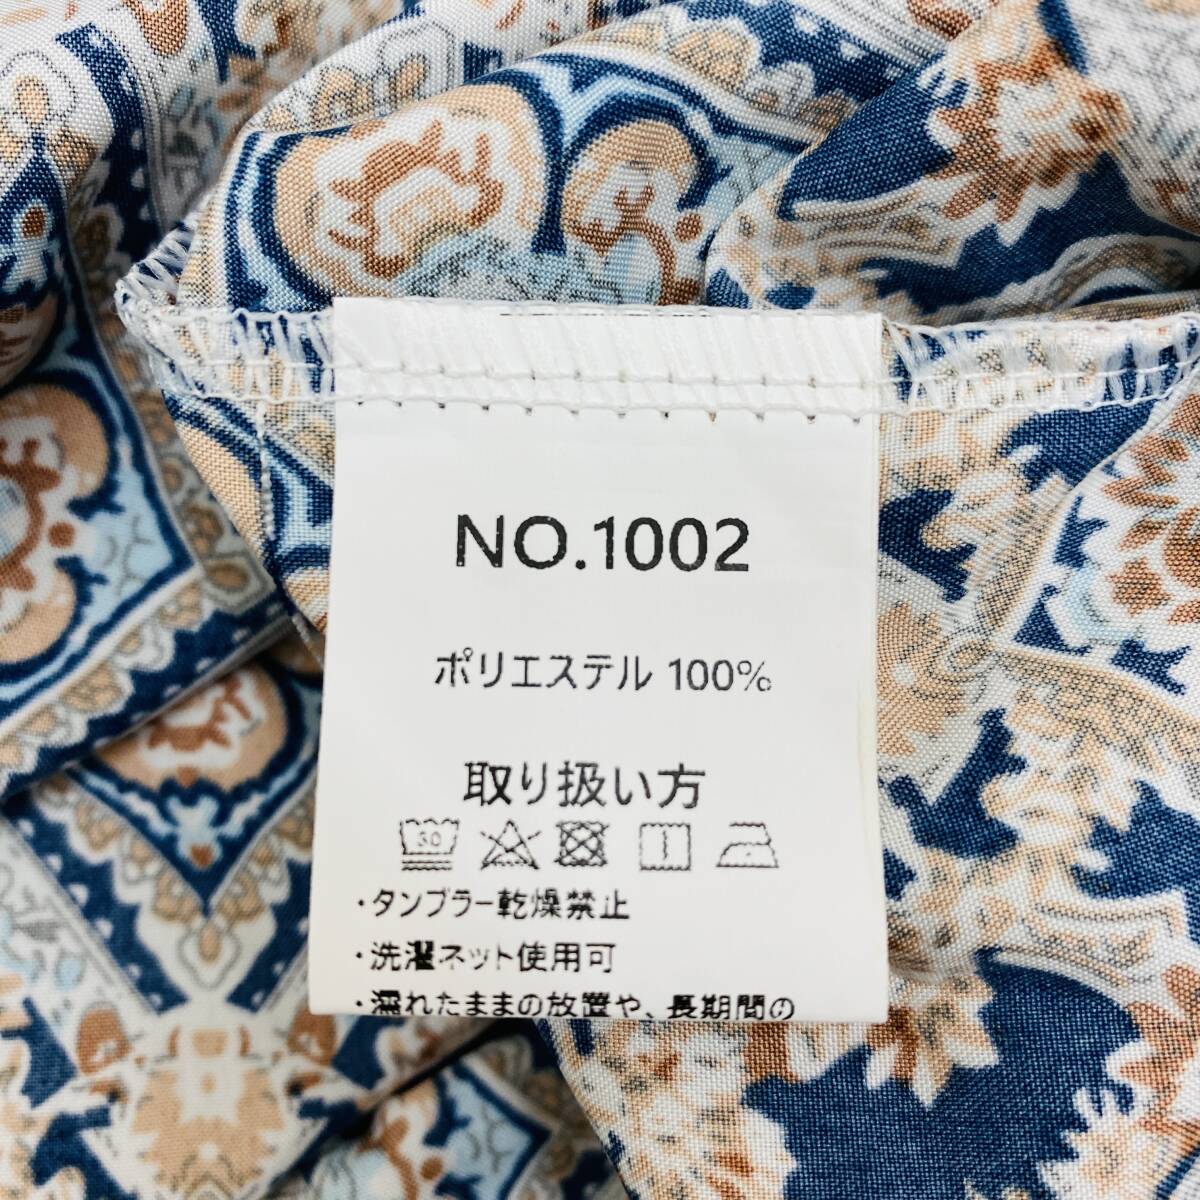 NO.1002
ポリエステル 100%
取り扱い方
30
・タンブラー乾燥禁止
・洗濯ネット使用可
・濡れたままの放置や、長期間の